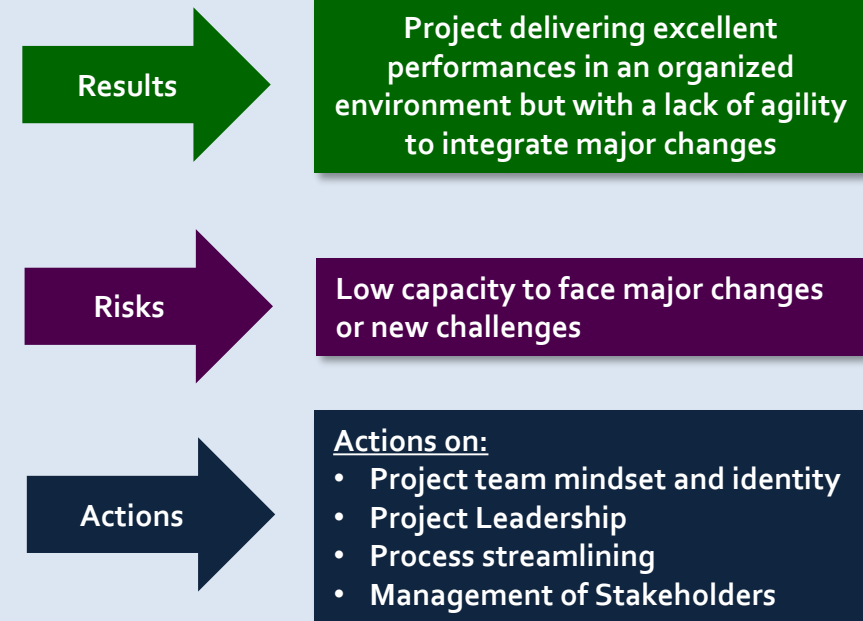 Results
Project delivering excellent
performances in an organized
environment but with a lack of agility
to integrate major changes
Risks
Low capacity to face major changes
or new challenges
Actions
Actions on:
• Project team mindset and identity
• Project Leadership
• Process streamlining
• Management of Stakeholders